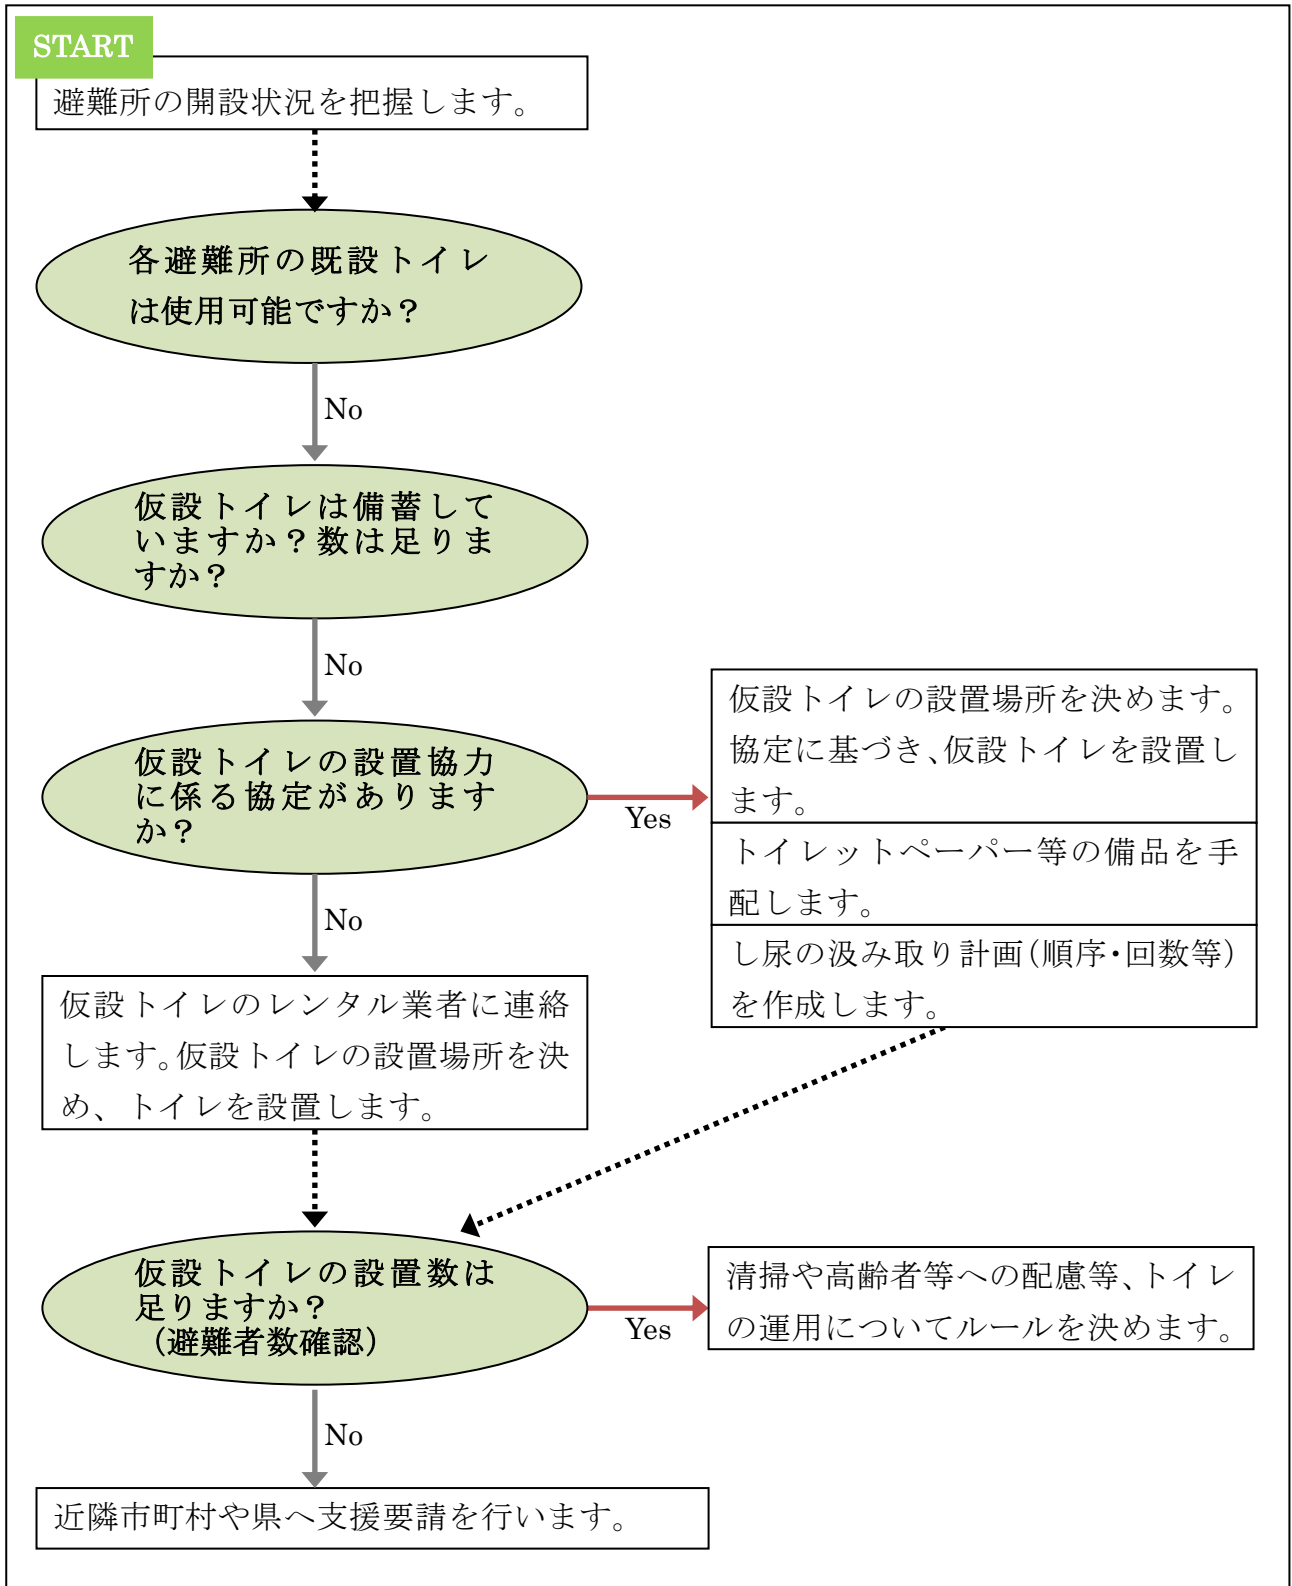 START
避難所の開設状況を把握します。
各避難所の既設トイレ
は使用可能ですか？
No
仮設トイレは備蓄して
いますか？数は足りま
すか？
No
仮設トイレの設置協力
に係る協定があります
か？
Yes
仮設トイレの設置場所を決めます。
協定に基づき、仮設トイレを設置し
ます。
トイレットペーパー等の備品を手
配します。
し尿の汲み取り計画（順序・回数等）
を作成します。
No
仮設トイレのレンタル業者に連絡
します。仮設トイレの設置場所を決
め、トイレを設置します。
仮設トイレの設置数は
足りますか？
（避難者数確認）
Yes
清掃や高齢者等への配慮等、トイレ
の運用についてルールを決めます。
No
近隣市町村や県へ支援要請を行います。